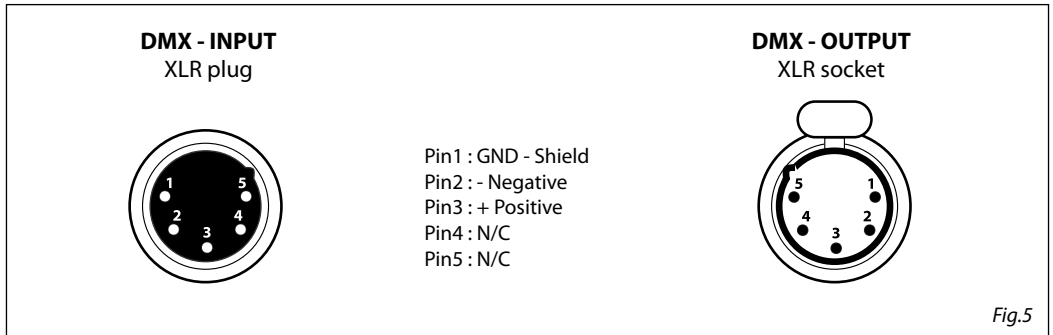 DMX - INPUT
XLR plug
1
5
2
4
3
Pin1 : GND - Shield
Pin2 : - Negative
Pin3 : + Positive
Pin4 : N/C
Pin5 : N/C
DMX - OUTPUT
XLR socket
5
1
4
2
3
Fig.5